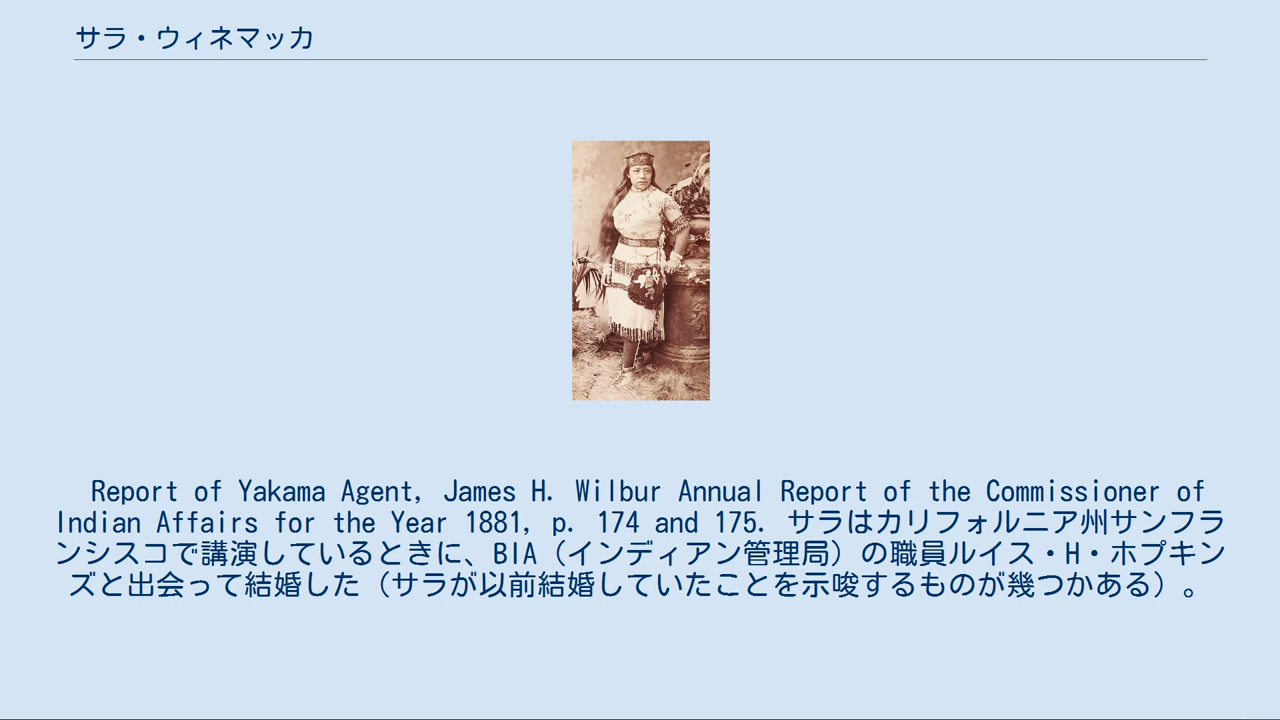 サラ・ウィネマッカ
Report of Yakama Agent, James H. Wilbur Annual Report of the Commissioner of
Indian Affairs for the Year 1881, p. 174 and 175. サラはカリフォルニア州サンフラ
ンシスコで講演しているときに、BIA（インディアン管理局）の職員ルイス・H・ホプキン
ズと出会って結婚した（サラが以前結婚していたことを示唆するものが幾つかある）。